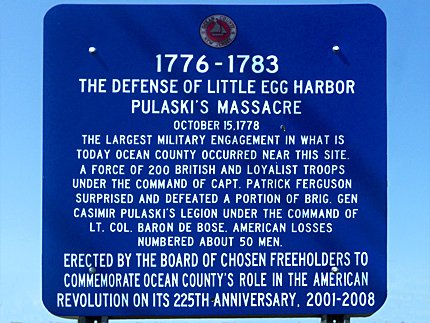 OCEAN COUNTY
NEW JERSEY
1776-1783
THE DEFENSE OF LITTLE EGG HARBOR
PULASKI'S MASSACRE
OCTOBER 15,1778
THE LARGEST MILITARY ENGAGEMENT IN WHAT IS
TODAY OCEAN COUNTY OCCURRED NEAR THIS SITE.
A FORCE OF 200 BRITISH AND LOYALIST TROOPS
UNDER THE COMMAND OF CAPT. PATRICK FERGUSON
SURPRISED AND DEFEATED A PORTION OF BRIG. GEN
CASIMIR PULASKI'S LEGION UNDER THE COMMAND OF
LT. COL. BARON DE BOSE. AMERICAN LOSSES
NUMBERED ABOUT 50 MEN.
ERECTED BY THE BOARD OF CHOSEN FREEHOLDERS TO
COMMEMORATE OCEAN COUNTY'S ROLE IN THE AMERICAN
REVOLUTION ON ITS 225TH ANNIVERSARY, 2001-2008